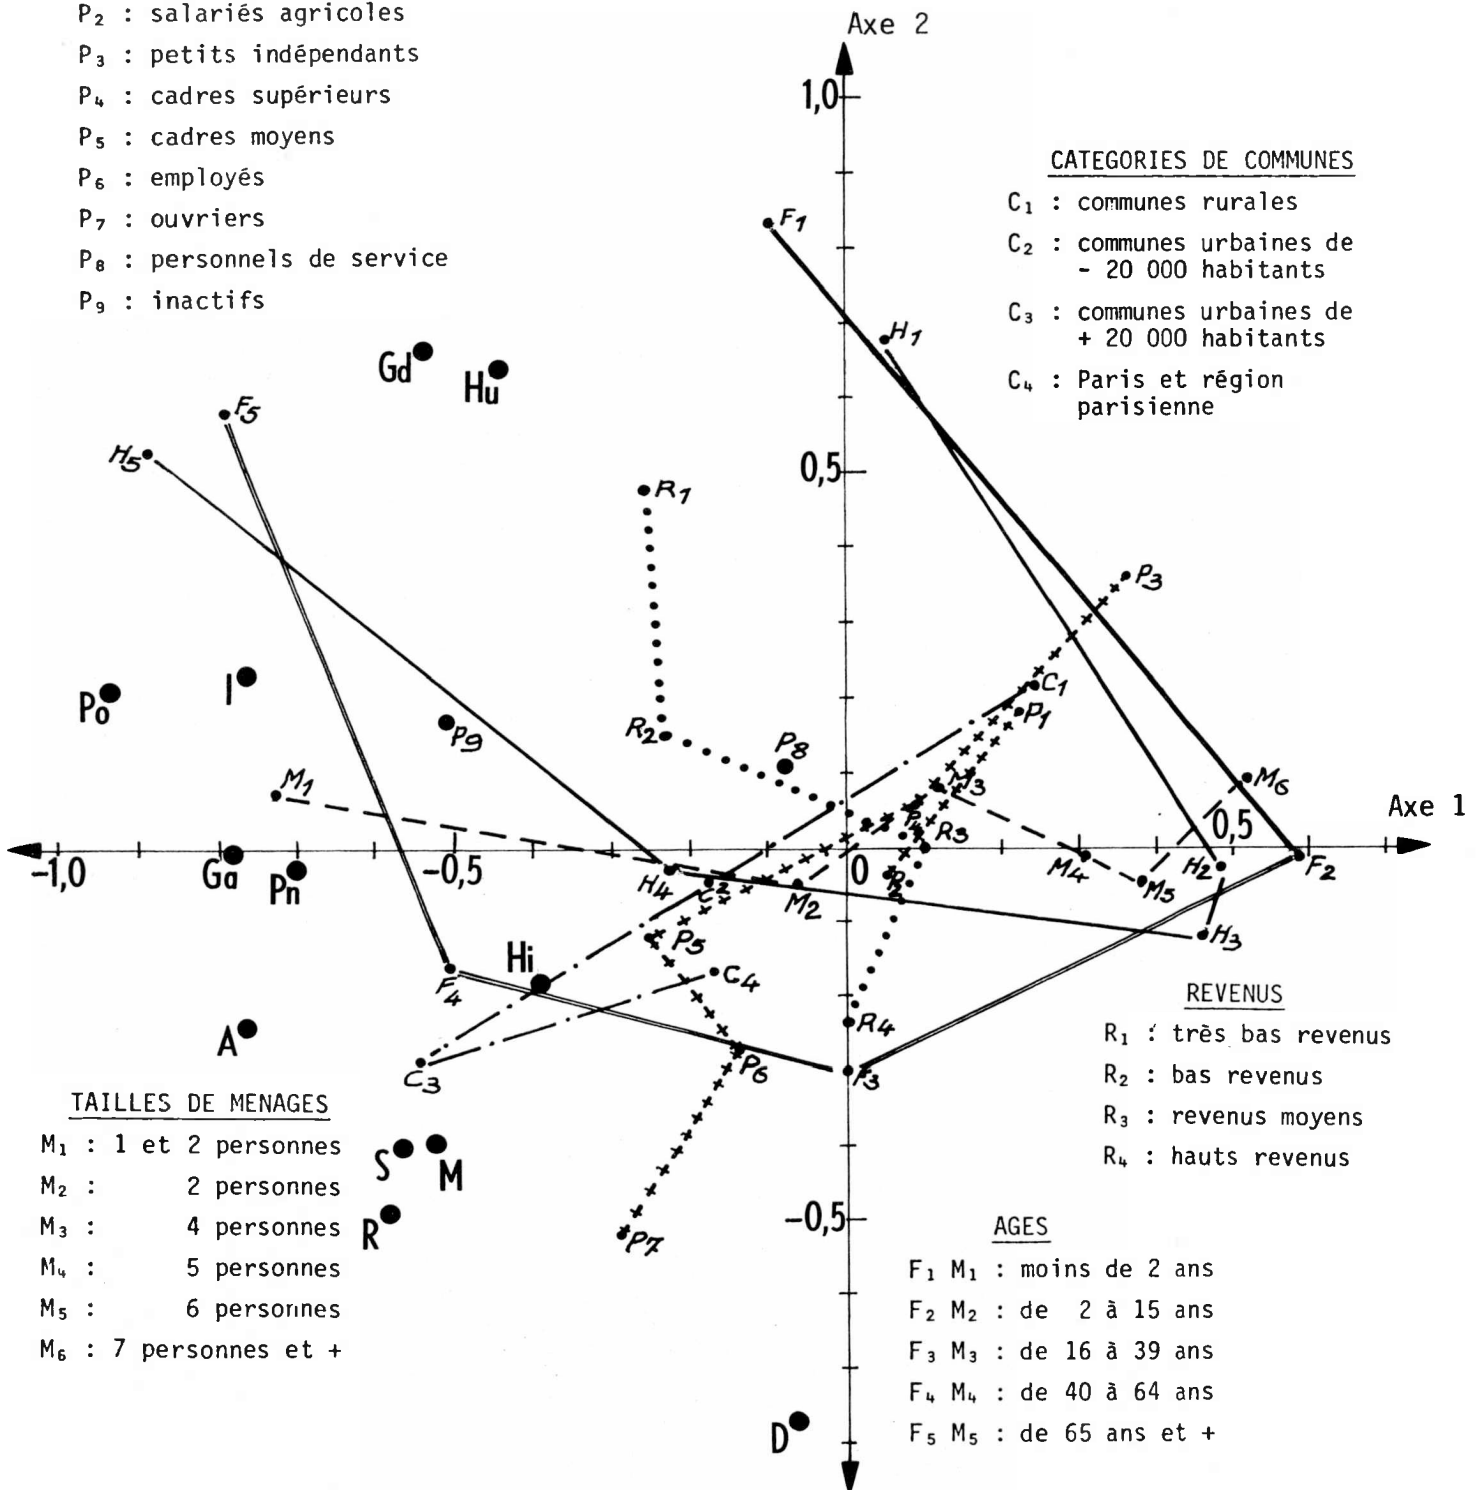 P₂ : salariés agricoles
P₃ : petits indépendants
P₄ : cadres supérieurs
P₅ : cadres moyens
P₆ : employés
P₇ : ouvriers
P₈ : personnels de service
P₉ : inactifs
Axe 2
1,0
CATEGORIES DE COMMUNES
C₁ : communes rurales
C₂ : communes urbaines de
- 20 000 habitants
C₃ : communes urbaines de
+ 20 000 habitants
C₄ : Paris et région
parisienne
F1
H1
Gd
Hu
F5
H5
0,5
R1
P3
C1
P1
Po
I
P9
R2
P8
M1
M3
M6
Axe 1
0,5
R3
-1,0
Ga
Pn
-0,5
H4
C2
M2
0
P2
M4
M5
H2
F2
H3
P5
Hi
F4
C4
A
C3
P6
R4
F3
REVENUS
R₁ : très bas revenus
R₂ : bas revenus
R₃ : revenus moyens
R₄ : hauts revenus
TAILLES DE MENAGES
M₁ : 1 et 2 personnes
M₂ : 2 personnes
M₃ : 4 personnes
M₄ : 5 personnes
M₅ : 6 personnes
M₆ : 7 personnes et +
S
M
R
P7
-0,5
AGES
F₁ M₁ : moins de 2 ans
F₂ M₂ : de 2 à 15 ans
F₃ M₃ : de 16 à 39 ans
F₄ M₄ : de 40 à 64 ans
F₅ M₅ : de 65 ans et +
D